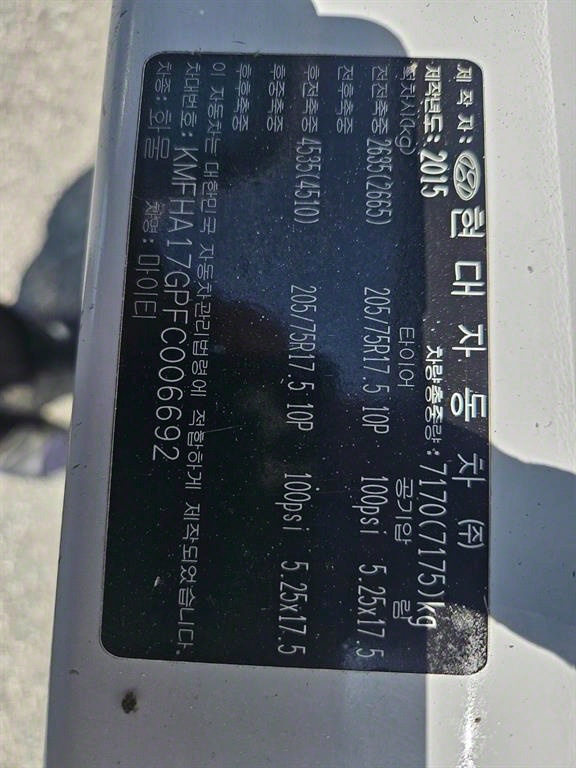 제 작 자: 현 대 자 동 차 (주)
제작년도: 2015 차량총중량: 7170(7175)kg
적차시(kg) 타이어 공기압 림
전전축중 2635(2665) 205/75R17.5 10P 100psi 5.25x17.5
전후축중
후전축중 4535(4510) 205/75R17.5 10P 100psi 5.25x17.5
후중축중
후후축중
이 자동차는 대한민국 자동차관리법령에 적합하게 제작되었습니다.
차대번호: KMFHA17GPFC006692
차종: 화물 차명: 마이티